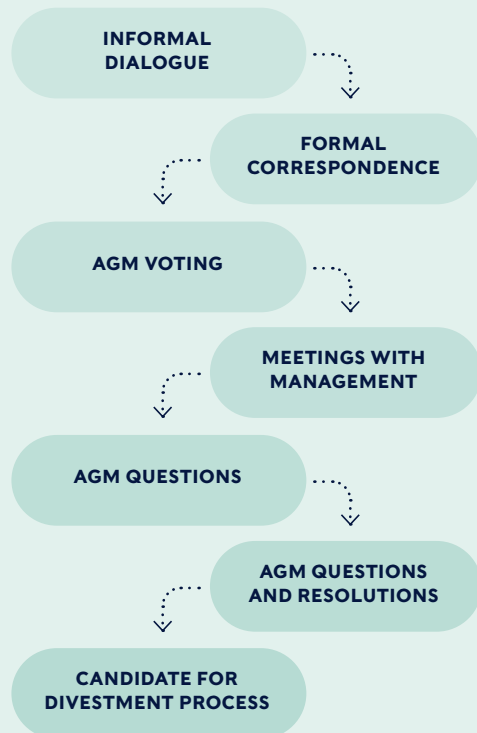 INFORMAL
DIALOGUE
FORMAL
CORRESPONDENCE
AGM VOTING
MEETINGS WITH
MANAGEMENT
AGM QUESTIONS
AGM QUESTIONS
AND RESOLUTIONS
CANDIDATE FOR
DIVESTMENT PROCESS